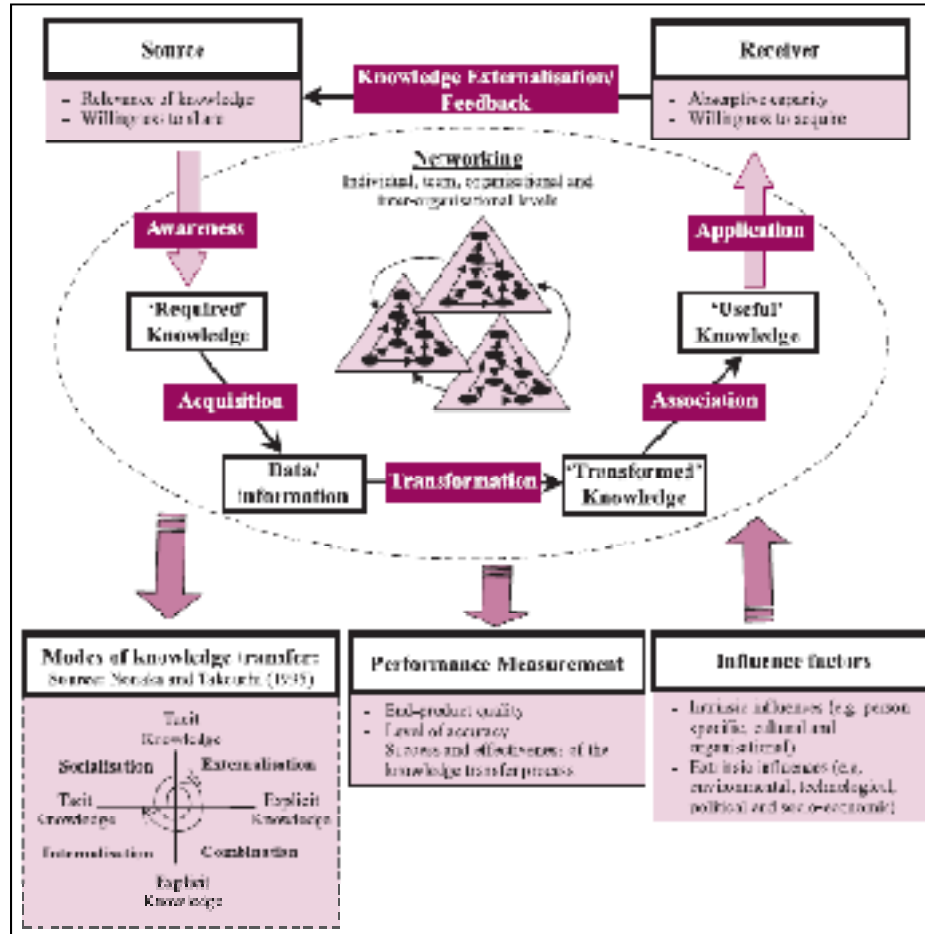 Source
- Relevance of knowledge
- Willingness to share
Knowledge Externalisation/
Feedback
Receiver
- Absorptive capacity
- Willingness to acquire
Networking
Individual, team, organisational and
inter-organisational levels
Awareness
Application
'Required'
Knowledge
'Useful'
Knowledge
Acquisition
Association
Data/
information
Transformation
'Transformed'
Knowledge
Modes of knowledge transfer:
Source: Nonaka and Takeuchi (1995)
Tacit
Knowledge
Socialisation
Externalisation
Tacit
Knowledge
Explicit
Knowledge
Internalisation
Combination
Explicit
Knowledge
Performance Measurement
- End-product quality
- Level of accuracy
Success and effectiveness of the
knowledge transfer process
Influence factors
- Intrinsic influences (e.g. person
specific, cultural and
organisational)
- Extrinsic influences (e.g.
environmental, technological,
political and socio-economic)